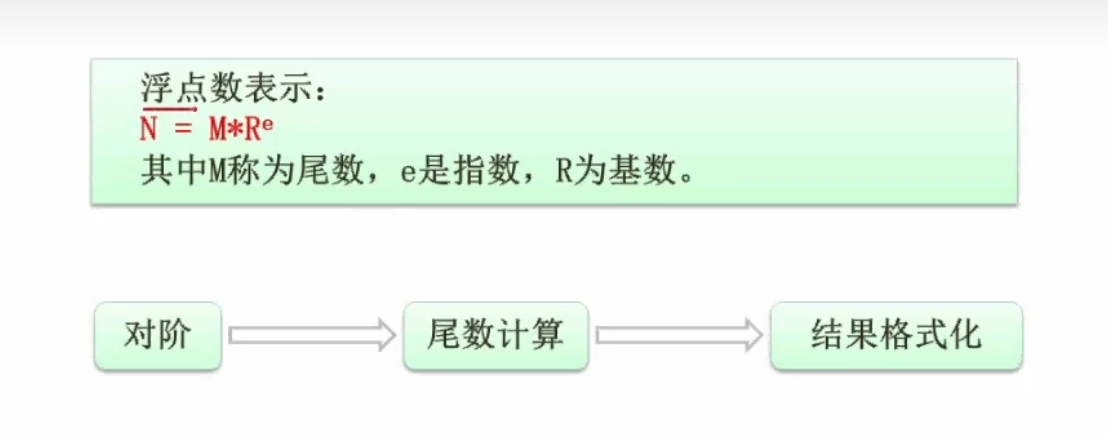 浮点数表示：
N = M*Rᵉ
其中M称为尾数，e是指数，R为基数。
对阶
尾数计算
结果格式化